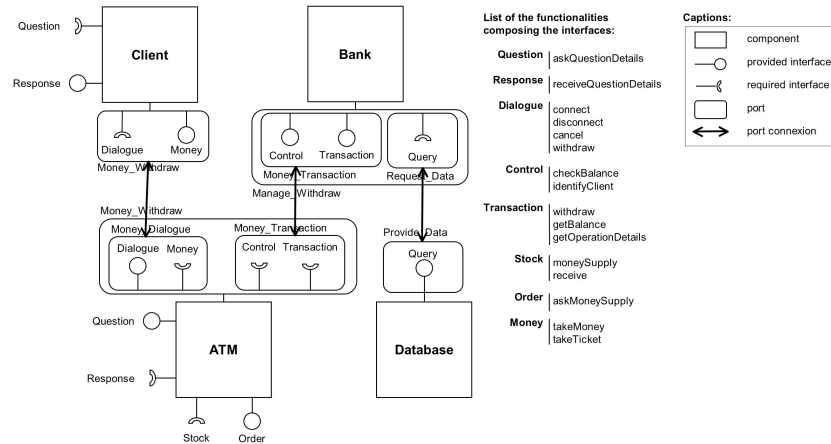 Question
Response
Client
Dialogue
Money
Money_Withdraw
Bank
Control
Transaction
Money_Transaction
Query
Request_Data
Manage_Withdraw
Money_Withdraw
Money_Dialogue
Dialogue
Money
Money_Transaction
Control
Transaction
Provide_Data
Query
Question
Response
ATM
Stock
Order
Database
List of the functionalities
composing the interfaces:
Question
askQuestionDetails
Response
receiveQuestionDetails
Dialogue
connect
disconnect
cancel
withdraw
Control
checkBalance
identifyClient
Transaction
withdraw
getBalance
getOperationDetails
Stock
moneySupply
receive
Order
askMoneySupply
Money
takeMoney
takeTicket
Captions:
component
provided interface
required interface
port
port connexion